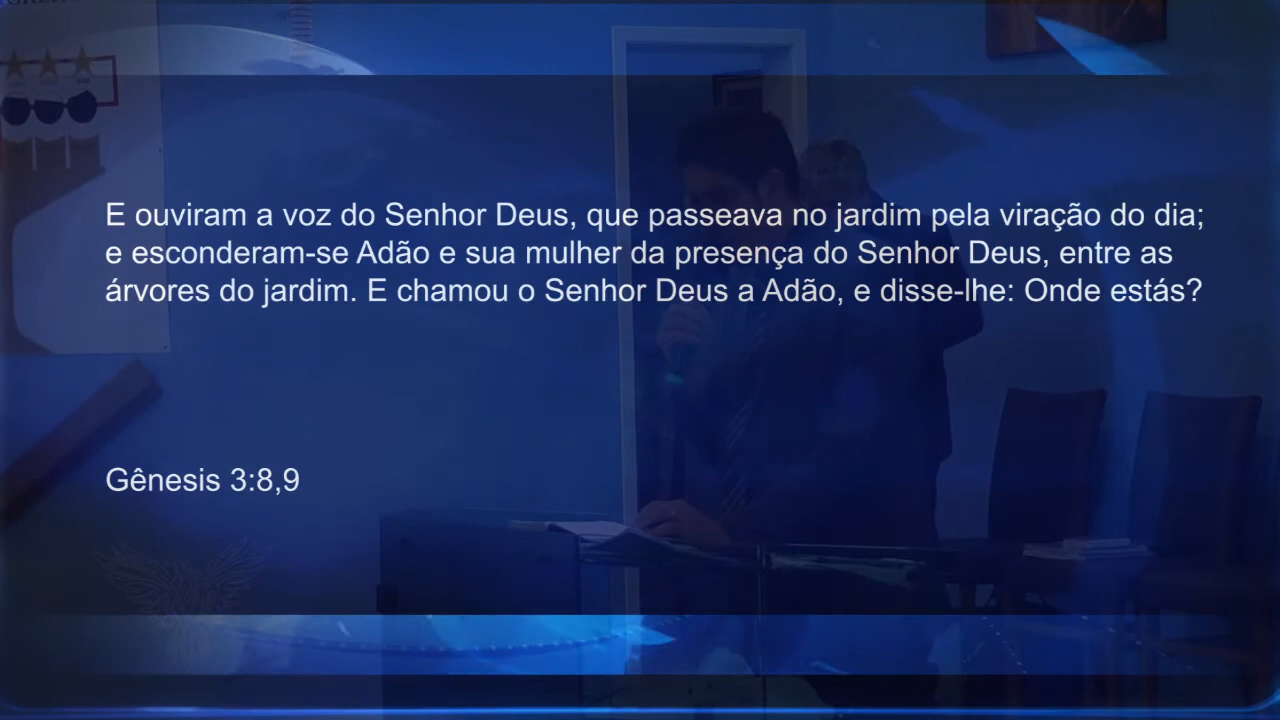 E ouviram a voz do Senhor Deus, que passeava no jardim pela viração do dia;
e esconderam-se Adão e sua mulher da presença do Senhor Deus, entre as
árvores do jardim. E chamou o Senhor Deus a Adão, e disse-lhe: Onde estás?
Gênesis 3:8,9